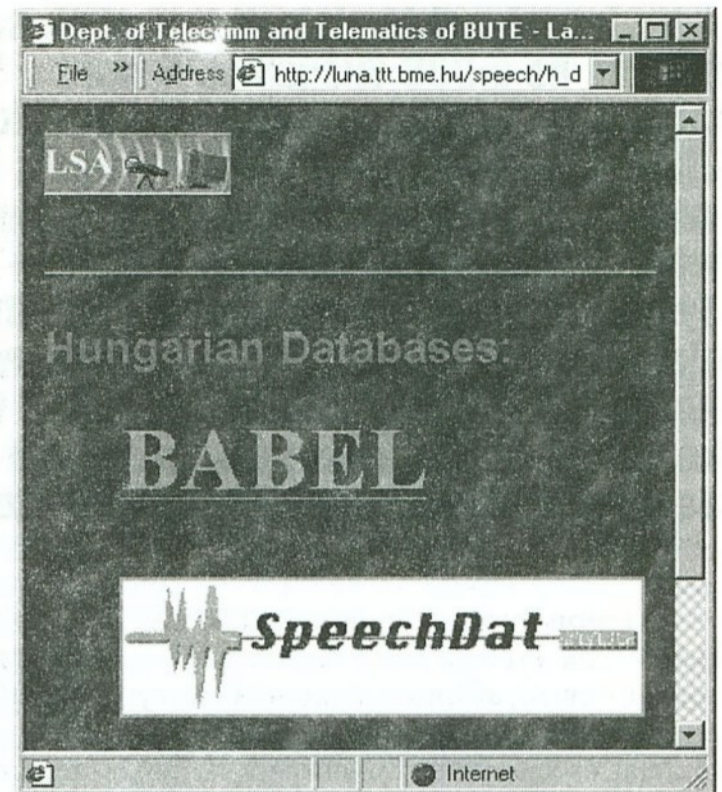 Dept. of Telecomm and Telematics of BUTE - La...
File » Address http://luna.ttt.bme.hu/speech/h_d
LSA
Hungarian Databases:
BABEL
SpeechDat
Internet